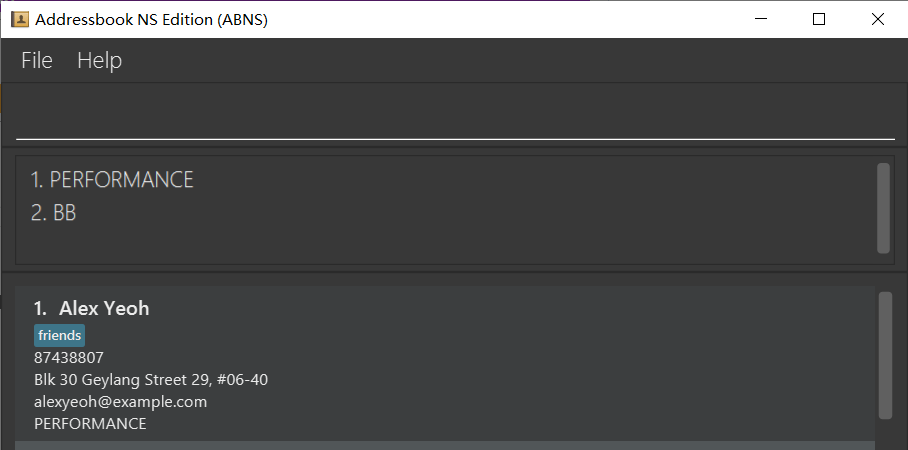 Addressbook NS Edition (ABNS)
File Help
1. PERFORMANCE
2. BB
1. Alex Yeoh
friends
87438807
Blk 30 Geylang Street 29, #06-40
alexyeoh@example.com
PERFORMANCE